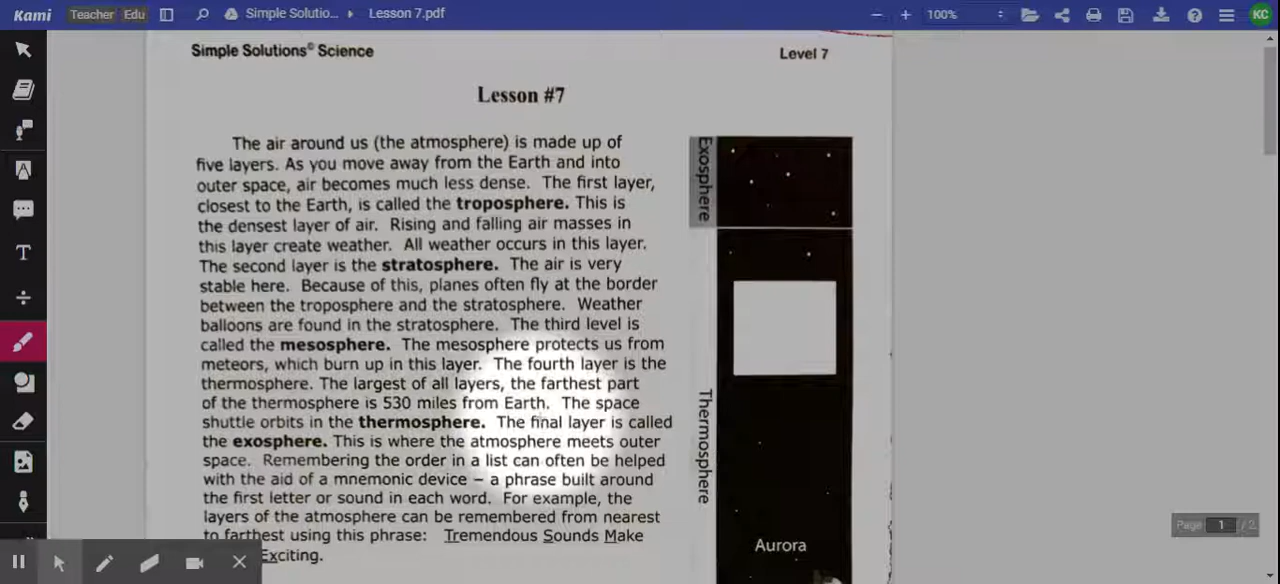 Kami Teacher Edu Simple Solutio... Lesson 7.pdf 100% KC
Simple Solutions© Science Level 7
Lesson #7
The air around us (the atmosphere) is made up of
five layers. As you move away from the Earth and into
outer space, air becomes much less dense. The first layer,
closest to the Earth, is called the troposphere. This is
the densest layer of air. Rising and falling air masses in
this layer create weather. All weather occurs in this layer.
The second layer is the stratosphere. The air is very
stable here. Because of this, planes often fly at the border
between the troposphere and the stratosphere. Weather
balloons are found in the stratosphere. The third level is
called the mesosphere. The mesosphere protects us from
meteors, which burn up in this layer. The fourth layer is the
thermosphere. The largest of all layers, the farthest part
of the thermosphere is 530 miles from Earth. The space
shuttle orbits in the thermosphere. The final layer is called
the exosphere. This is where the atmosphere meets outer
space. Remembering the order in a list can often be helped
with the aid of a mnemonic device – a phrase built around
the first letter or sound in each word. For example, the
layers of the atmosphere can be remembered from nearest
to farthest using this phrase: Tremendous Sounds Make
Exciting.
Exosphere
Thermosphere
Aurora
Page 1 / 2